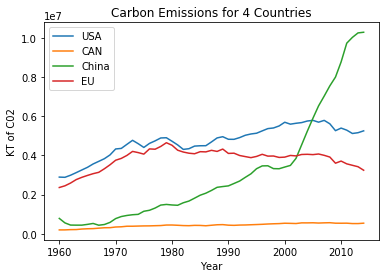 Carbon Emissions for 4 Countries
1e7
USA
CAN
China
EU
1.0
0.8
0.6
0.4
0.2
0.0
KT of C02
1960 1970 1980 1990 2000 2010
Year